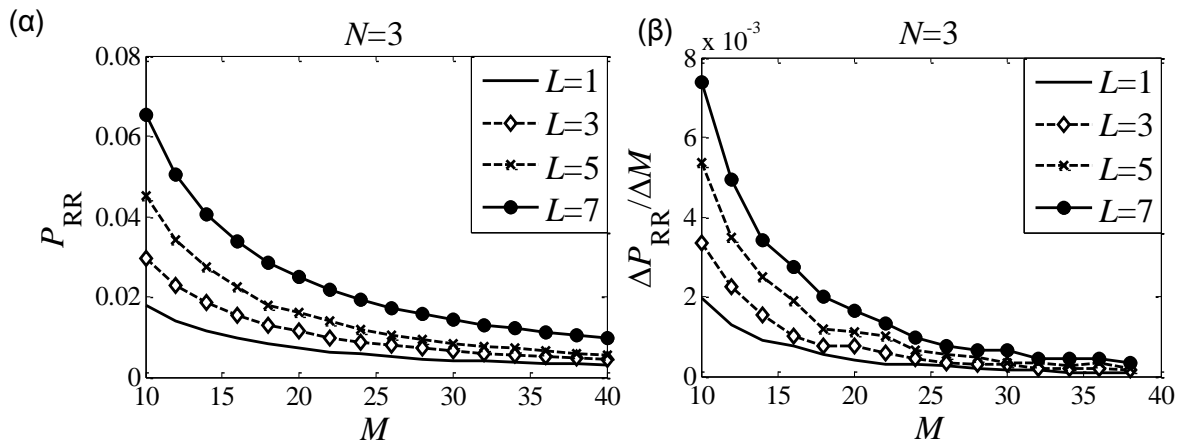 (α)
N=3
P_RR
0.08
0.06
0.04
0.02
0
10 15 20 25 30 35 40
M
L=1
L=3
L=5
L=7
(β)
x 10^-3
N=3
ΔP_RR/ΔM
8
6
4
2
0
10 15 20 25 30 35 40
M
L=1
L=3
L=5
L=7